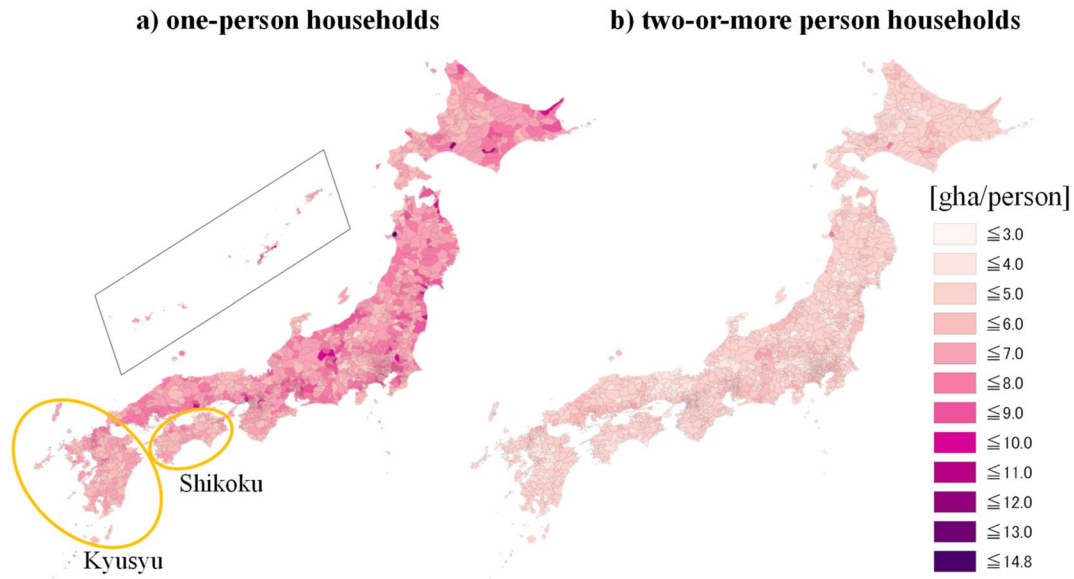 a) one-person households
b) two-or-more person households
[gha/person]
≦3.0
≦4.0
≦5.0
≦6.0
≦7.0
≦8.0
≦9.0
≦10.0
≦11.0
≦12.0
≦13.0
≦14.8
Shikoku
Kyusyu